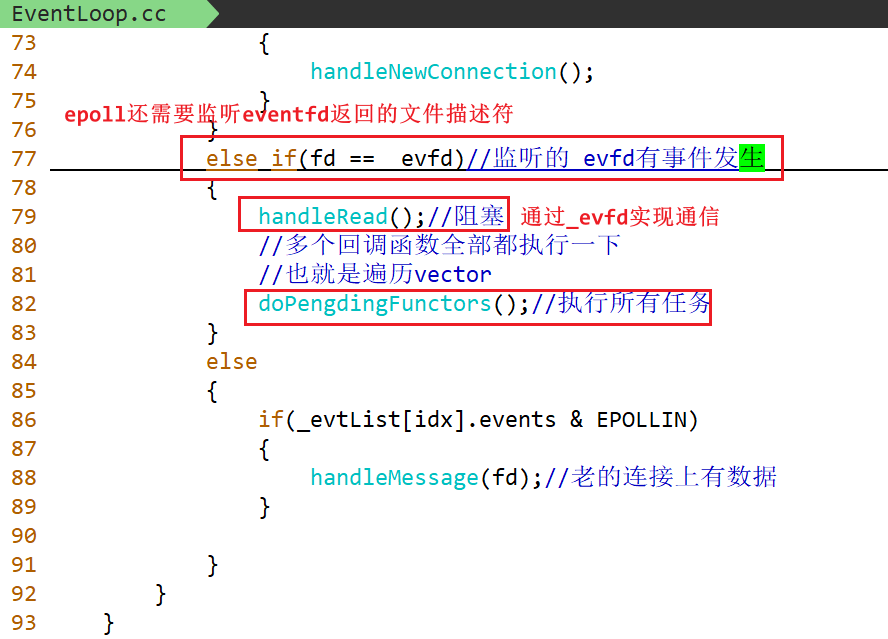 EventLoop.cc
73 {
74 handleNewConnection();
75 }
epoll还需要监听eventfd返回的文件描述符
76 }
77 else if(fd == _evfd)//监听的_evfd有事件发生
78 {
79 handleRead();//阻塞 通过_evfd实现通信
80 //多个回调函数全部都执行一下
81 //也就是遍历vector
82 doPengdingFunctors();//执行所有任务
83 }
84 else
85 {
86 if(_evtList[idx].events & EPOLLIN)
87 {
88 handleMessage(fd);//老的连接上有数据
89 }
90
91 }
92 }
93 }